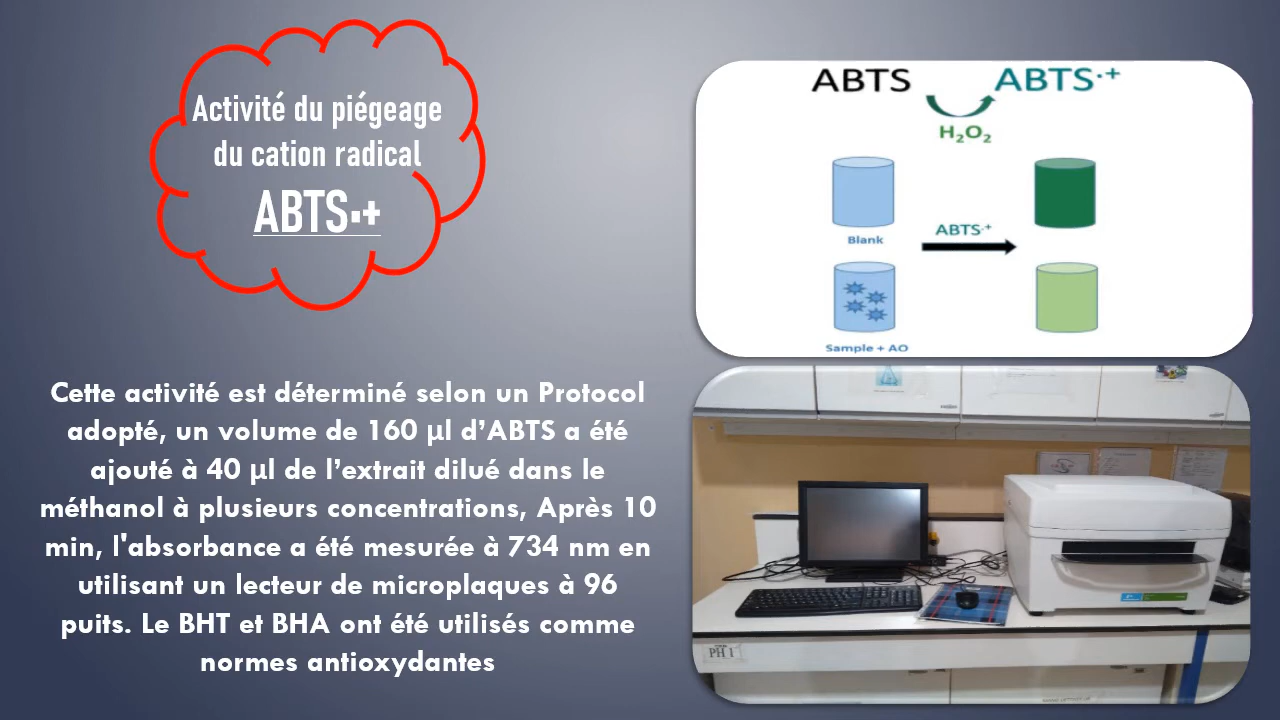 Activité du piégeage
du cation radical
ABTS▪+
ABTS
ABTS·+
H₂O₂
Blank
ABTS·+
Sample + AO
Cette activité est déterminé selon un Protocol
adopté, un volume de 160 µl d’ABTS a été
ajouté à 40 µl de l’extrait dilué dans le
méthanol à plusieurs concentrations, Après 10
min, l'absorbance a été mesurée à 734 nm en
utilisant un lecteur de microplaques à 96
puits. Le BHT et BHA ont été utilisés comme
normes antioxydantes
PH 1